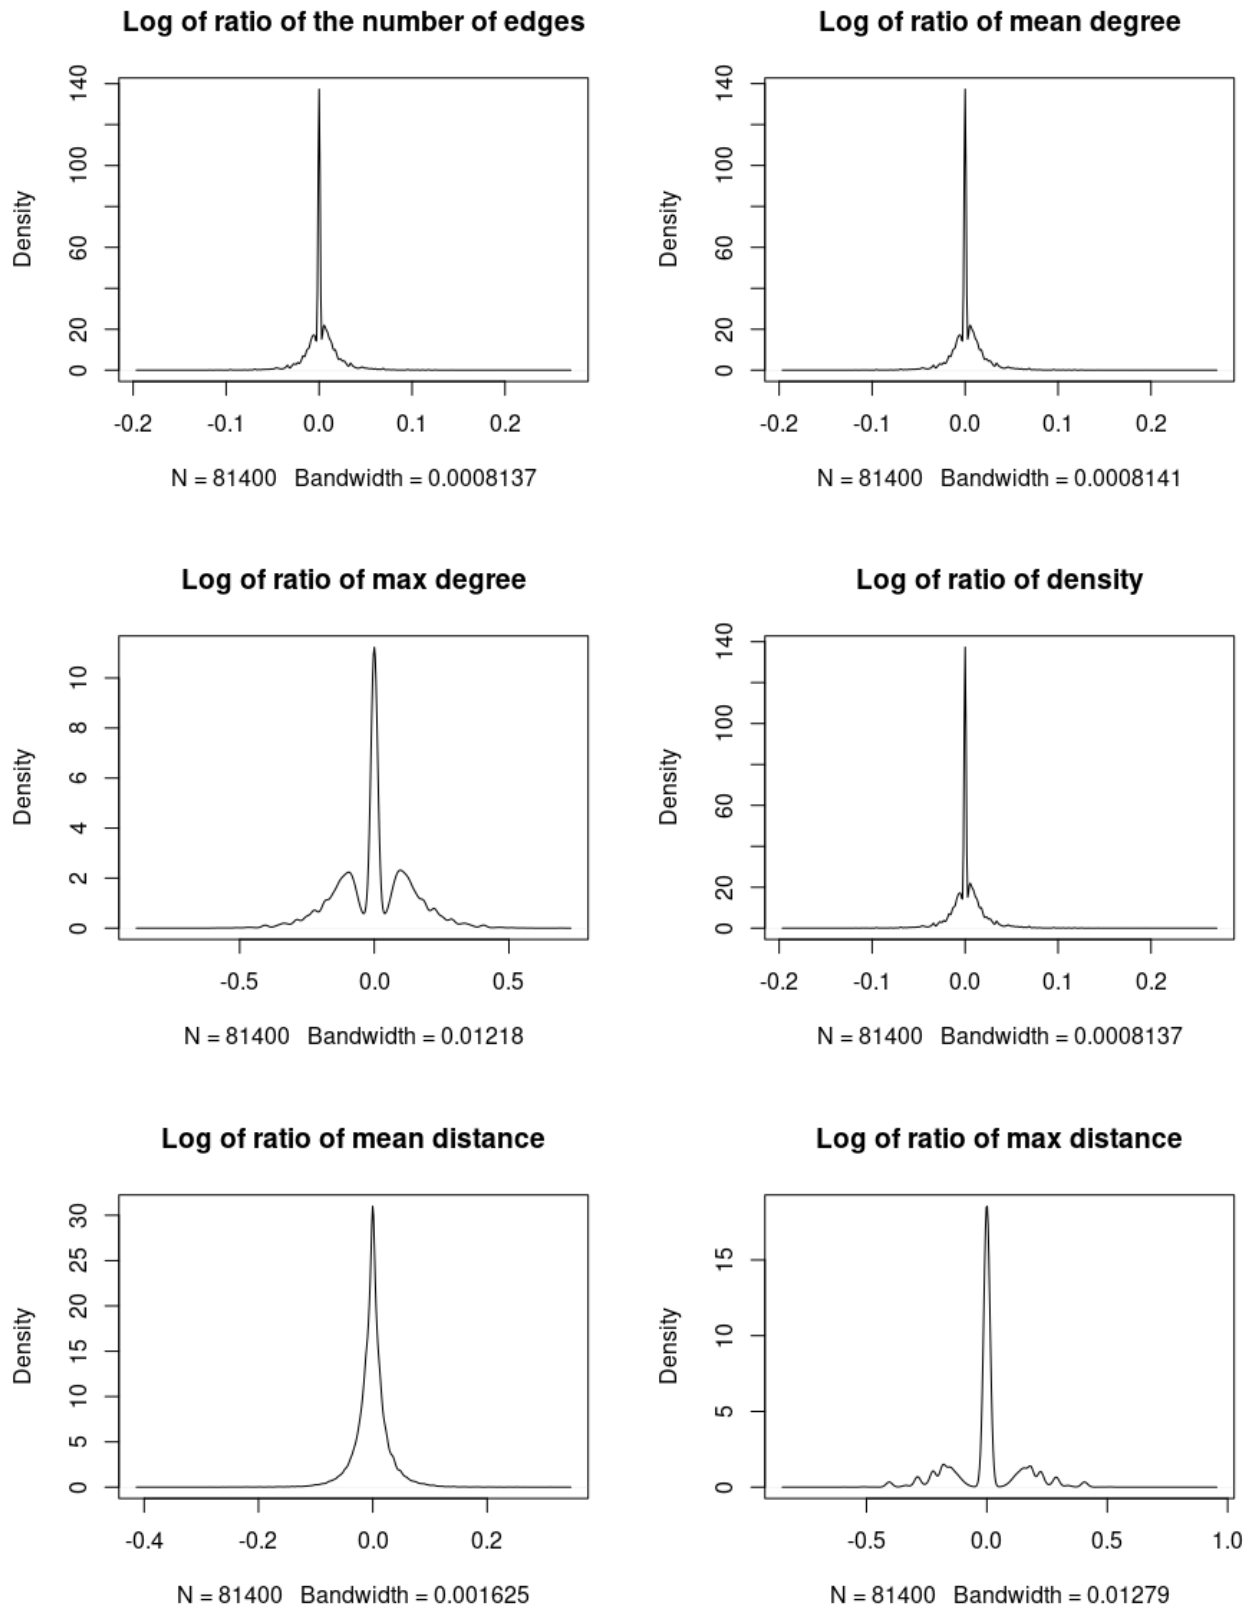 Log of ratio of the number of edges
Density
0 20 60 100 140
-0.2 -0.1 0.0 0.1 0.2
N = 81400 Bandwidth = 0.0008137
Log of ratio of mean degree
Density
0 20 60 100 140
-0.2 -0.1 0.0 0.1 0.2
N = 81400 Bandwidth = 0.0008141
Log of ratio of max degree
Density
0 2 4 6 8 10
-0.5 0.0 0.5
N = 81400 Bandwidth = 0.01218
Log of ratio of density
Density
0 20 60 100 140
-0.2 -0.1 0.0 0.1 0.2
N = 81400 Bandwidth = 0.0008137
Log of ratio of mean distance
Density
0 5 10 15 20 25 30
-0.4 -0.2 0.0 0.2
N = 81400 Bandwidth = 0.001625
Log of ratio of max distance
Density
0 5 10 15
-0.5 0.0 0.5 1.0
N = 81400 Bandwidth = 0.01279